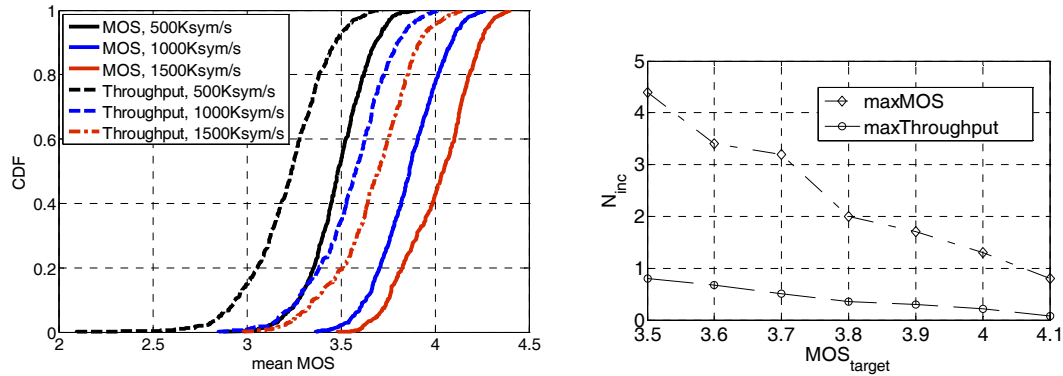 1
0.8
0.6
0.4
0.2
0
CDF
MOS, 500Ksym/s
MOS, 1000Ksym/s
MOS, 1500Ksym/s
Throughput, 500Ksym/s
Throughput, 1000Ksym/s
Throughput, 1500Ksym/s
2 2.5 3 3.5 4 4.5
mean MOS
5
4
3
2
1
0
N_inc
maxMOS
maxThroughput
3.5 3.6 3.7 3.8 3.9 4 4.1
MOS_target